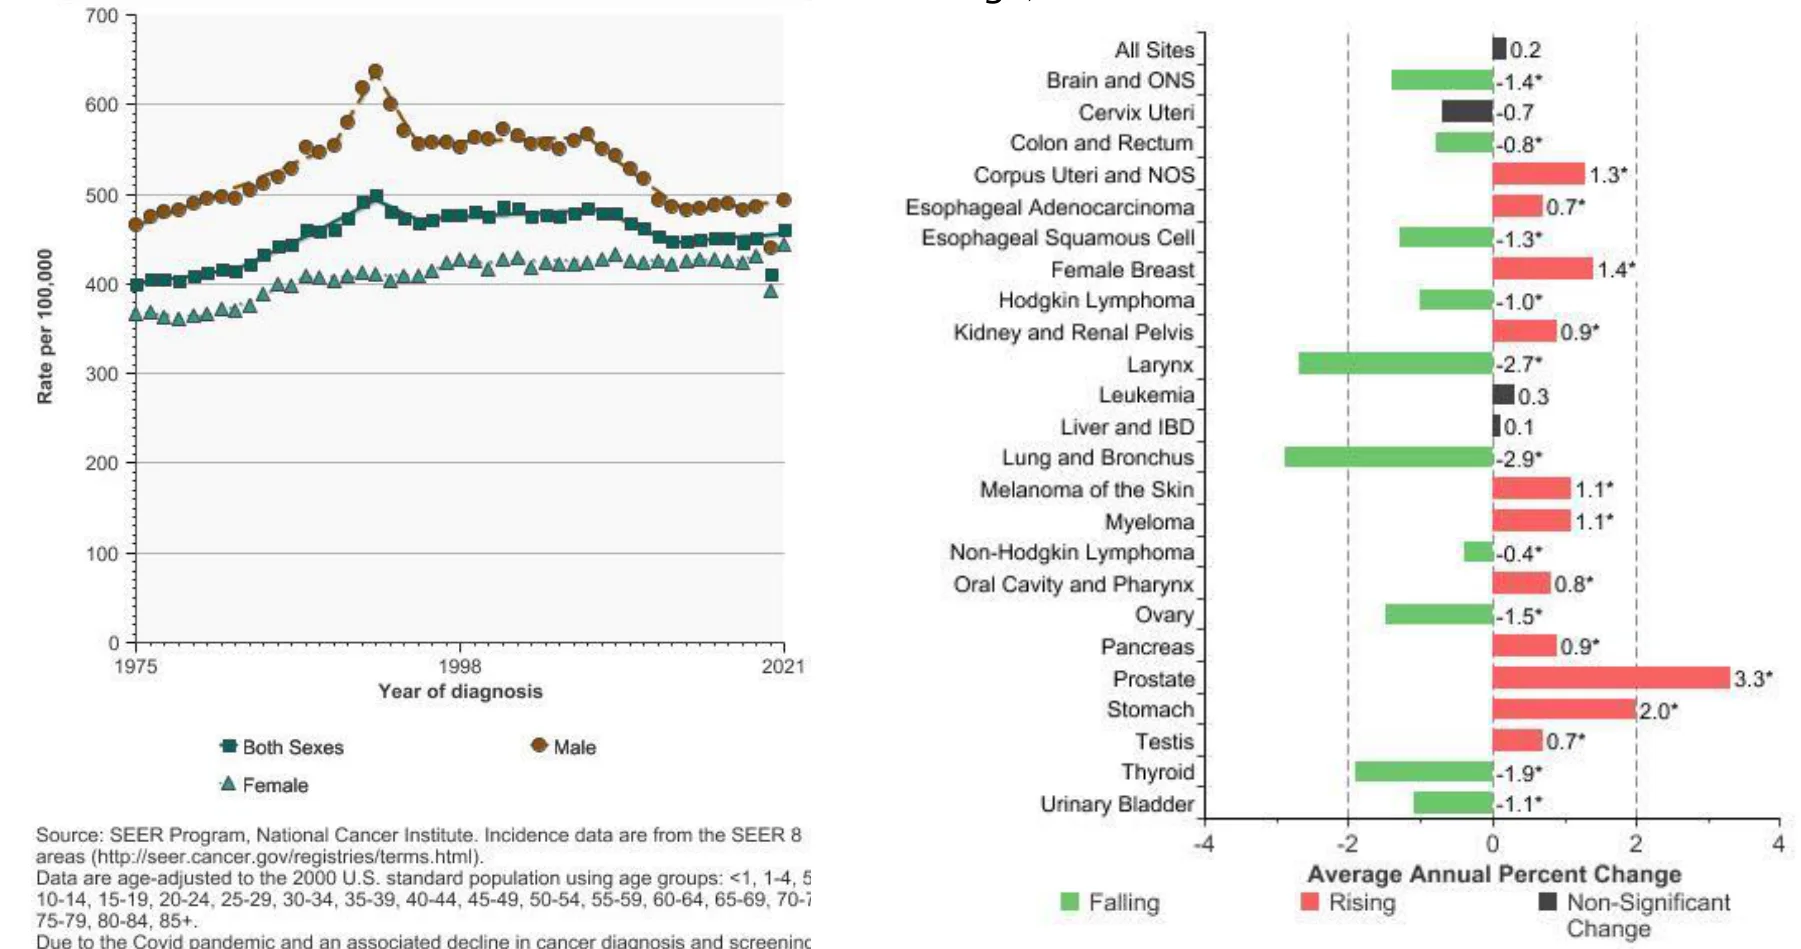 700
600
500
400
300
200
100
0
Rate per 100,000
1975
1998
2021
Year of diagnosis
Both Sexes
Male
Female
Source: SEER Program, National Cancer Institute. Incidence data are from the SEER 8
areas (http://seer.cancer.gov/registries/terms.html).
Data are age-adjusted to the 2000 U.S. standard population using age groups: <1, 1-4, 5
10-14, 15-19, 20-24, 25-29, 30-34, 35-39, 40-44, 45-49, 50-54, 55-59, 60-64, 65-69, 70-7
75-79, 80-84, 85+.
Due to the Covid pandemic and an associated decline in cancer diagnosis and screening
All Sites 0.2
Brain and ONS -1.4*
Cervix Uteri -0.7
Colon and Rectum -0.8*
Corpus Uteri and NOS 1.3*
Esophageal Adenocarcinoma 0.7*
Esophageal Squamous Cell -1.3*
Female Breast 1.4*
Hodgkin Lymphoma -1.0*
Kidney and Renal Pelvis 0.9*
Larynx -2.7*
Leukemia 0.3
Liver and IBD 0.1
Lung and Bronchus -2.9*
Melanoma of the Skin 1.1*
Myeloma 1.1*
Non-Hodgkin Lymphoma -0.4*
Oral Cavity and Pharynx 0.8*
Ovary -1.5*
Pancreas 0.9*
Prostate 3.3*
Stomach 2.0*
Testis 0.7*
Thyroid -1.9*
Urinary Bladder -1.1*
-4 -2 0 2 4
Average Annual Percent Change
Falling
Rising
Non-Significant
Change